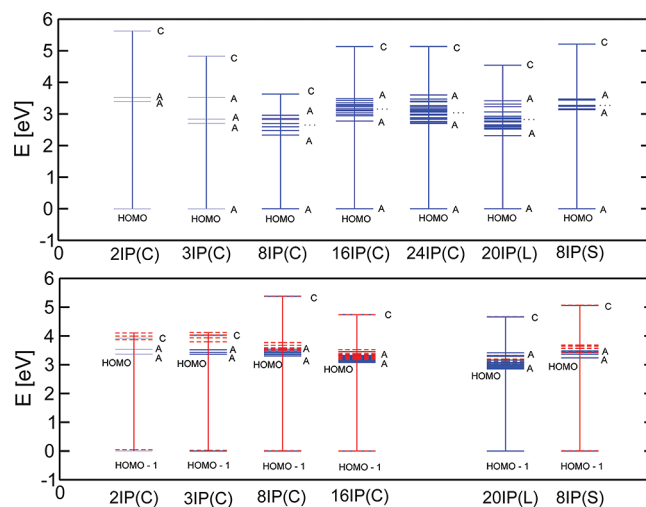 6
5
4
3
2
1
0
-1
E [eV]
C
A
A
HOMO
C
A
A
A
HOMO
C
A
A
A
HOMO
C
A
A
A
HOMO
C
A
A
A
HOMO
C
A
A
A
HOMO
C
A
A
A
HOMO
0
2IP(C) 3IP(C) 8IP(C) 16IP(C) 24IP(C) 20IP(L) 8IP(S)
6
5
4
3
2
1
0
-1
E [eV]
C
A
A
HOMO
HOMO - 1
C
A
A
HOMO
HOMO - 1
C
A
A
HOMO
HOMO - 1
C
A
A
HOMO
HOMO - 1
C
A
A
HOMO
HOMO - 1
C
A
A
HOMO
HOMO - 1
0
2IP(C) 3IP(C) 8IP(C) 16IP(C) 20IP(L) 8IP(S)